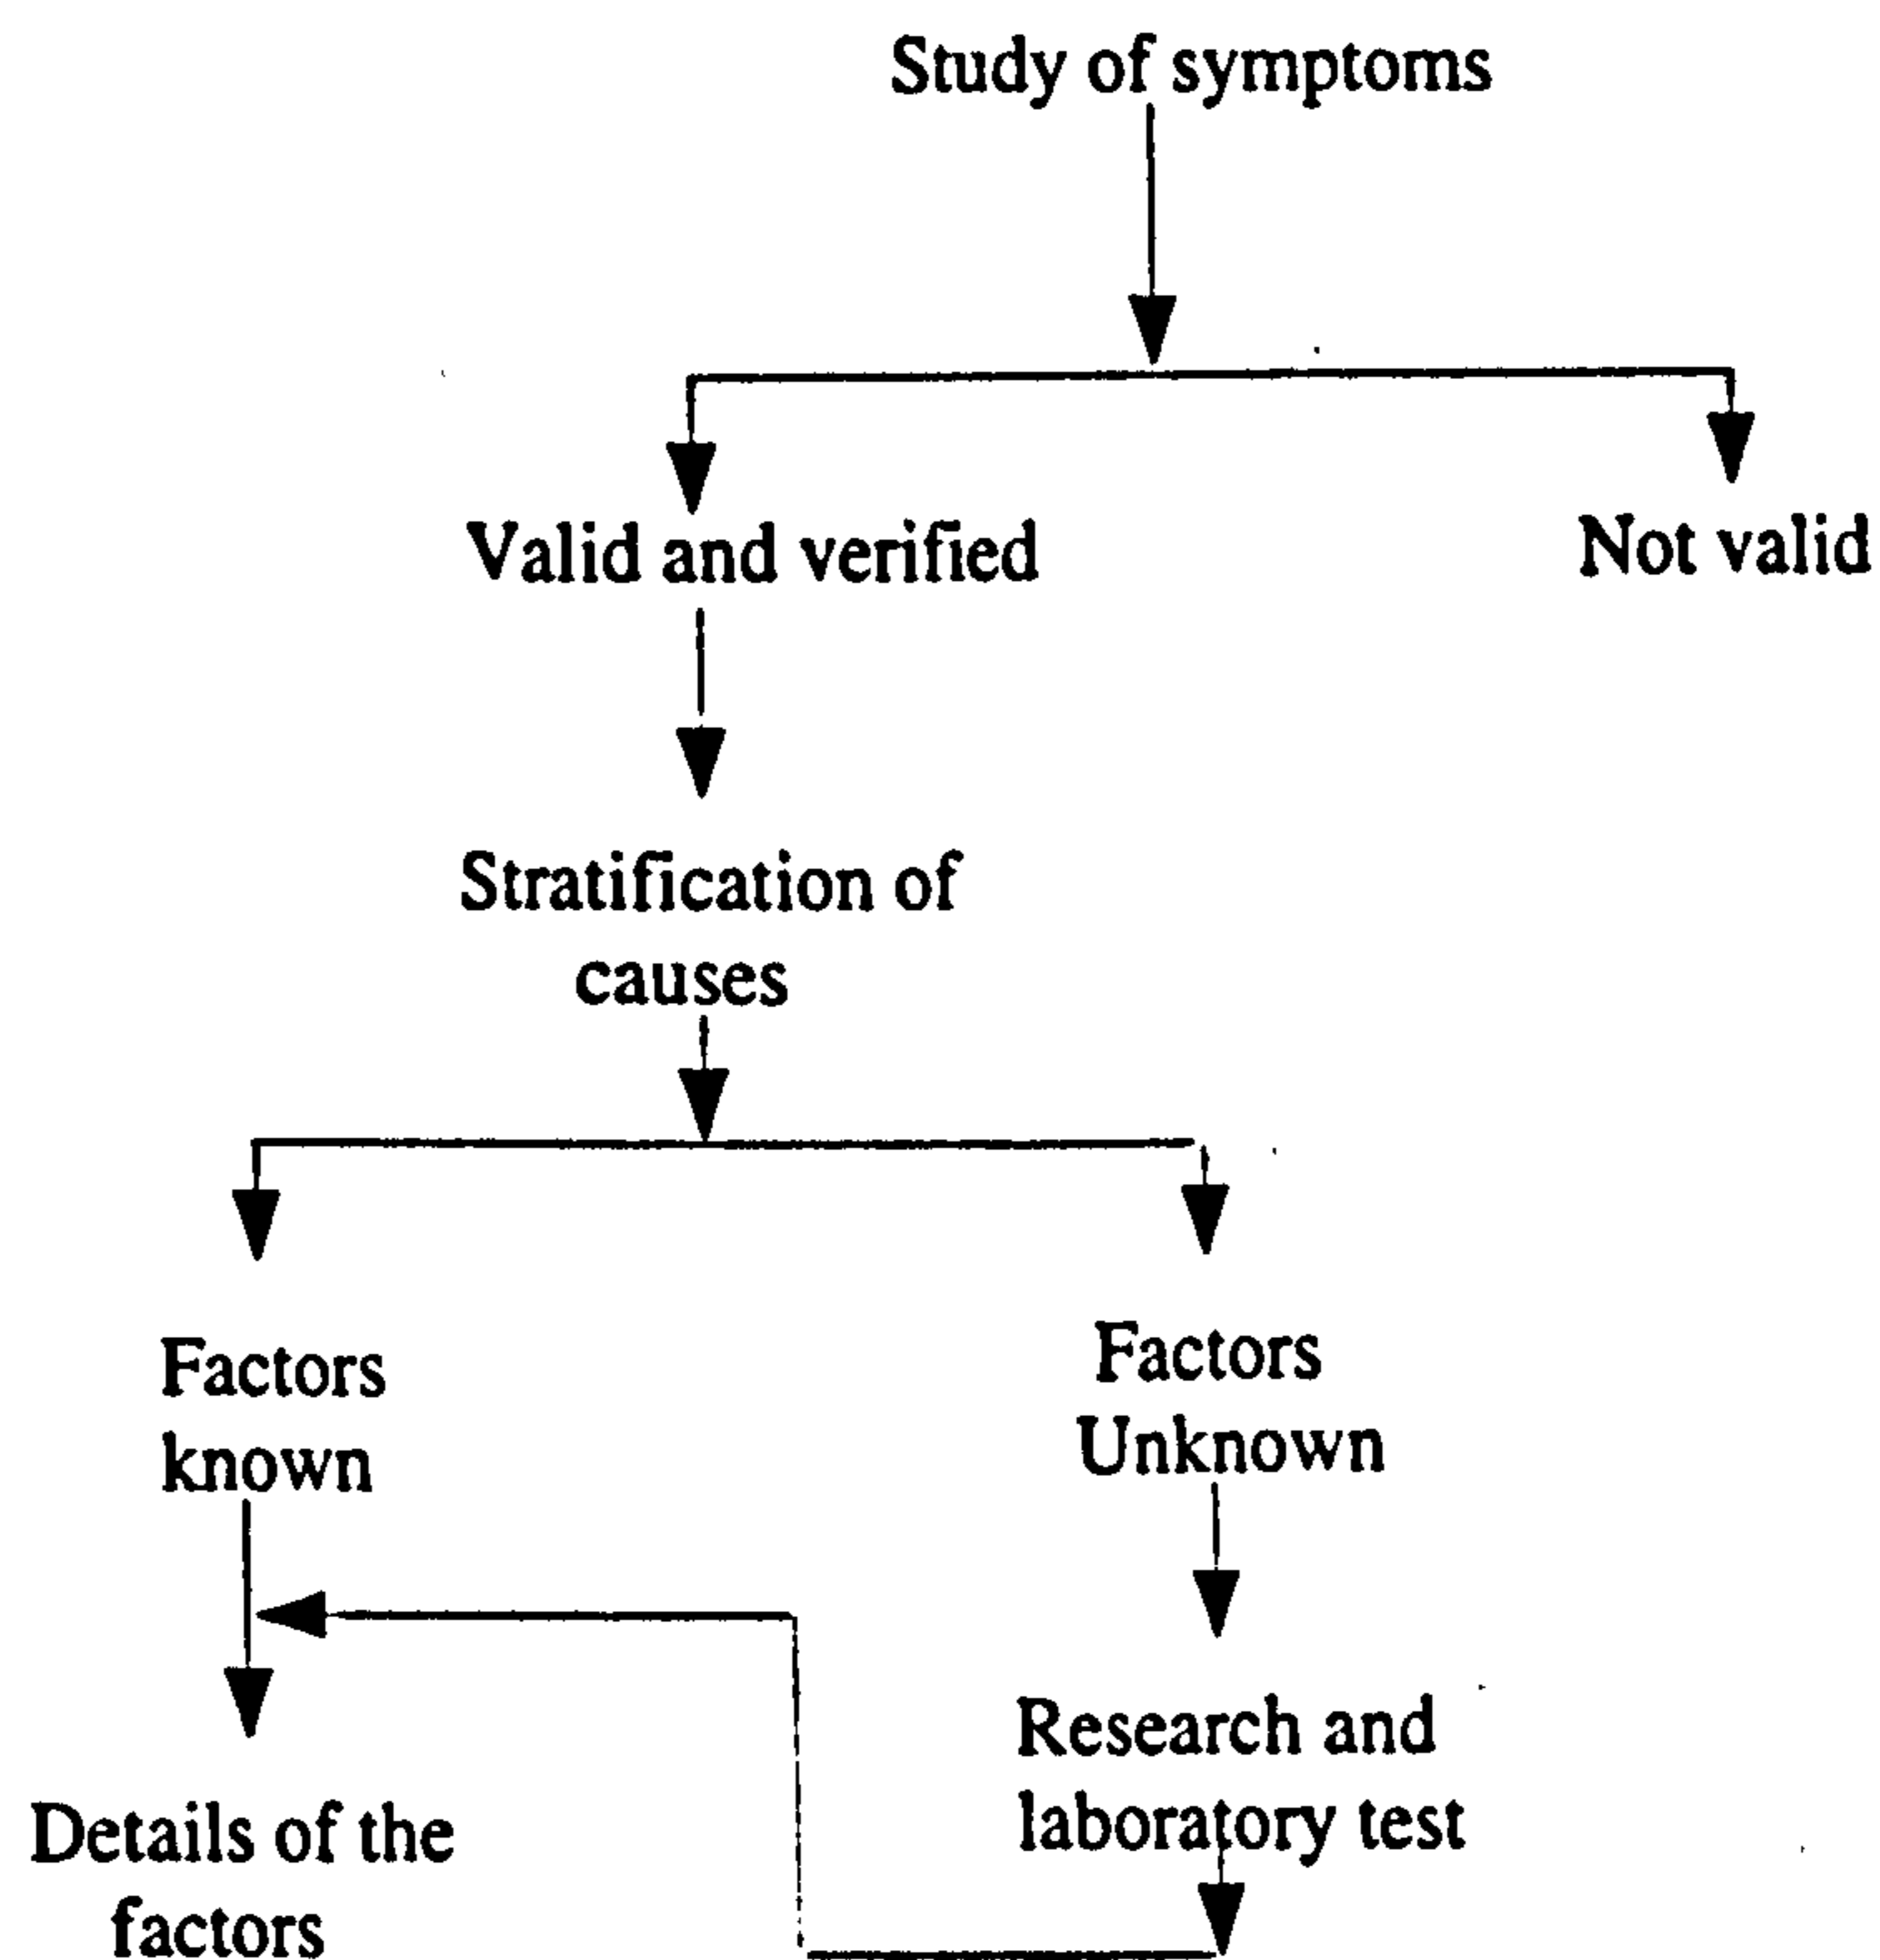 Study of symptoms
Valid and verified
Not valid
Stratification of
causes
Factors
known
Factors
Unknown
Research and
laboratory test
Details of the
factors